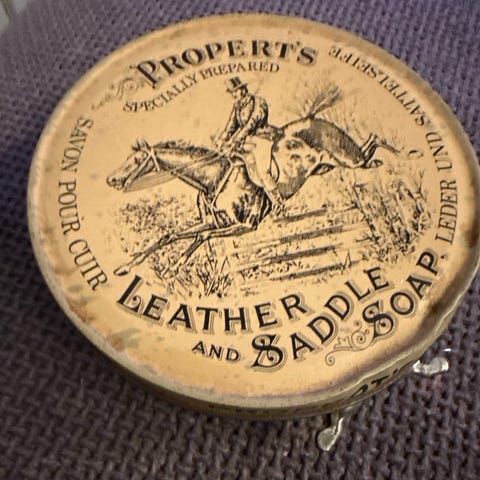 PROPERT'S
SPECIALLY PREPARED
SAVON POUR CUIR
LEDER UND SATTELSEIFE
LEATHER
AND SADDLE
SOAP